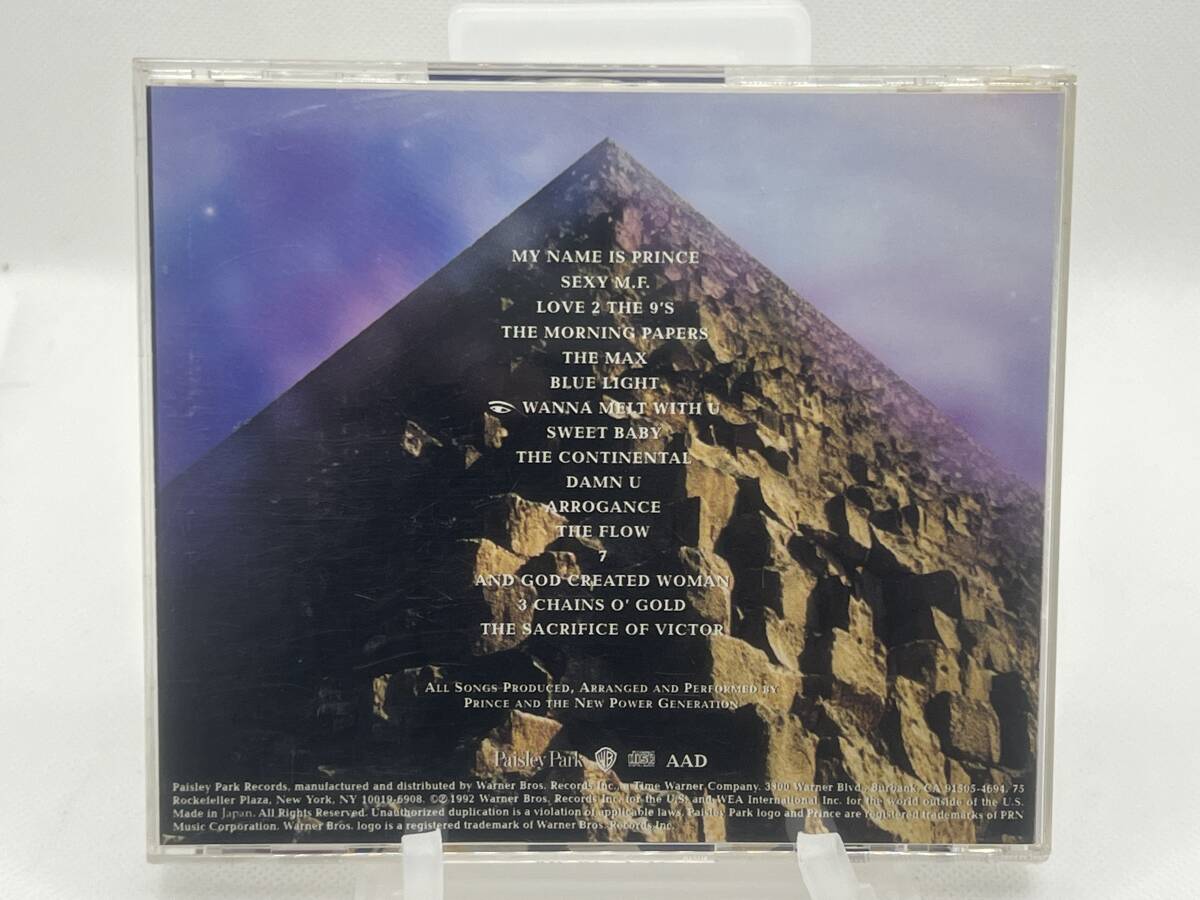 MY NAME IS PRINCE
SEXY M.F.
LOVE 2 THE 9'S
THE MORNING PAPERS
THE MAX
BLUE LIGHT
WANNA MELT WITH U
SWEET BABY
THE CONTINENTAL
DAMN U
ARROGANCE
THE FLOW
7
AND GOD CREATED WOMAN
3 CHAINS O' GOLD
THE SACRIFICE OF VICTOR
ALL SONGS PRODUCED, ARRANGED AND PERFORMED BY
PRINCE AND THE NEW POWER GENERATION
Paisley Park WB COMPACT disc DIGITAL AUDIO AAD
Paisley Park Records, manufactured and distributed by Warner Bros. Records Inc., a Time Warner Company. 3300 Warner Blvd., Burbank, CA 91505-4694, 75
Rockefeller Plaza, New York, NY 10019-6908. ©℗ 1992 Warner Bros. Records Inc. for the U.S. and WEA International Inc. for the world outside of the U.S.
Made in Japan. All Rights Reserved. Unauthorized duplication is a violation of applicable laws. Paisley Park logo and Prince are registered trademarks of PRN
Music Corporation. Warner Bros. logo is a registered trademark of Warner Bros. Records Inc.